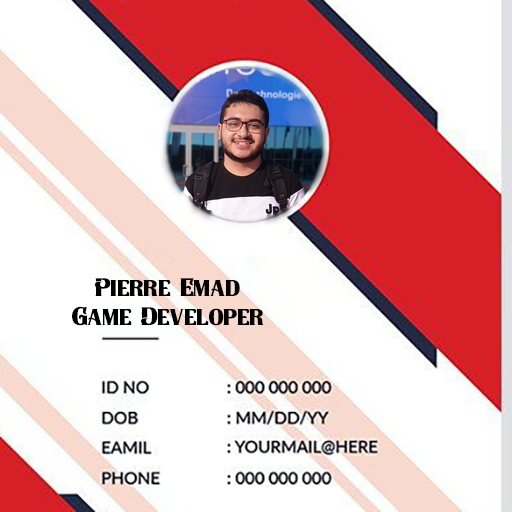 Pierre Emad
Game Developer
ID NO : 000 000 000
DOB : MM/DD/YY
EAMIL : YOURMAIL@HERE
PHONE : 000 000 000